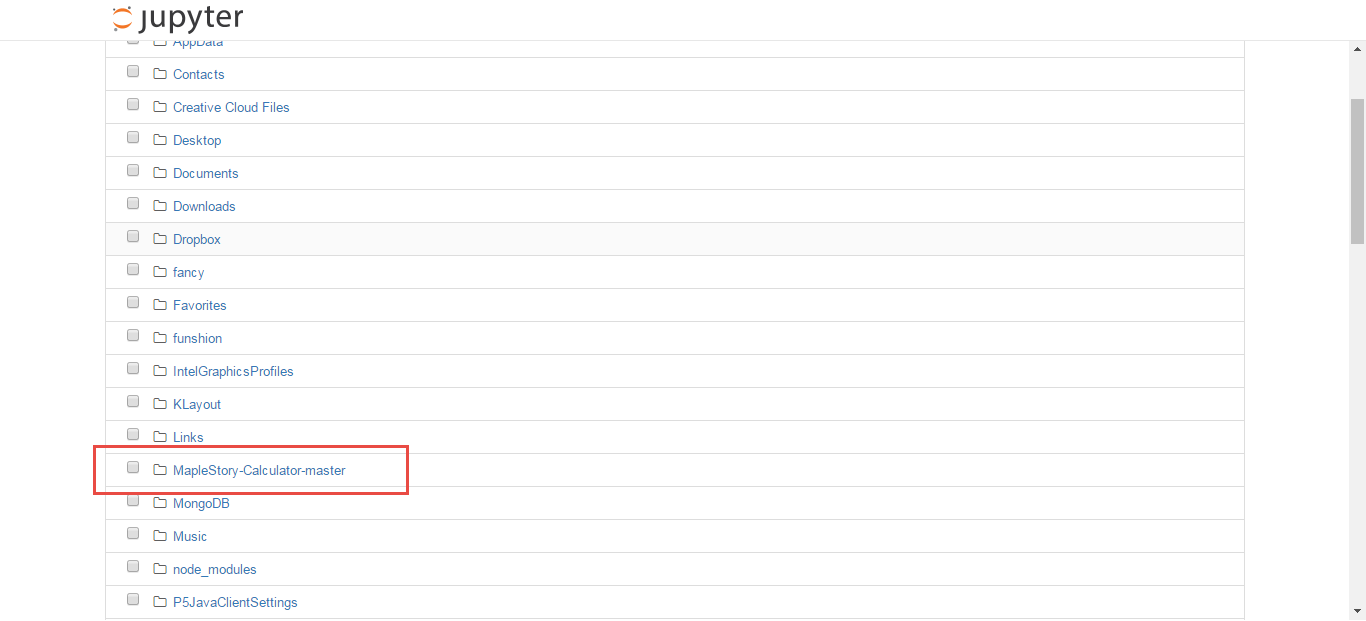 jupyter
AppData
Contacts
Creative Cloud Files
Desktop
Documents
Downloads
Dropbox
fancy
Favorites
funshion
IntelGraphicsProfiles
KLayout
Links
MapleStory-Calculator-master
MongoDB
Music
node_modules
P5JavaClientSettings